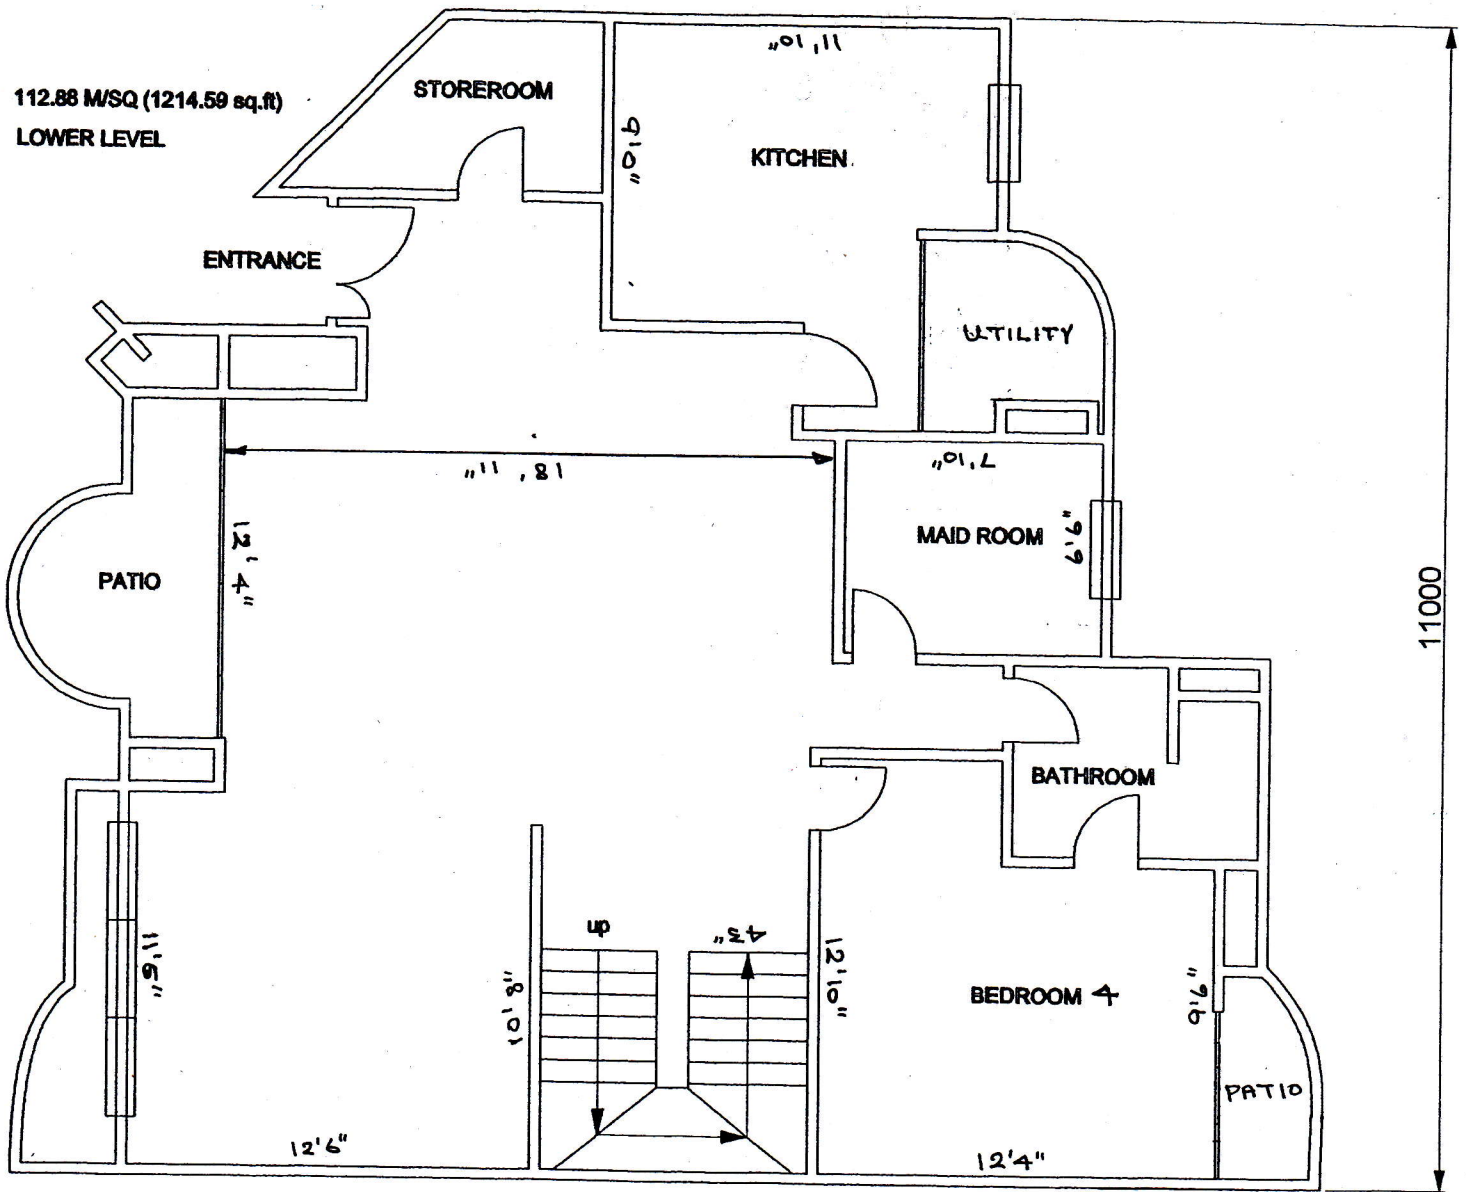 112.88 M/SQ (1214.59 sq.ft)
LOWER LEVEL
STOREROOM
11'10"
9'0"
KITCHEN
ENTRANCE
UTILITY
18' 11"
7'10"
12' 4"
PATIO
MAID ROOM
11000
BATHROOM
up
43"
11'6"
10'8"
12'10"
BEDROOM 4
9'6"
PATIO
12'6"
12'4"